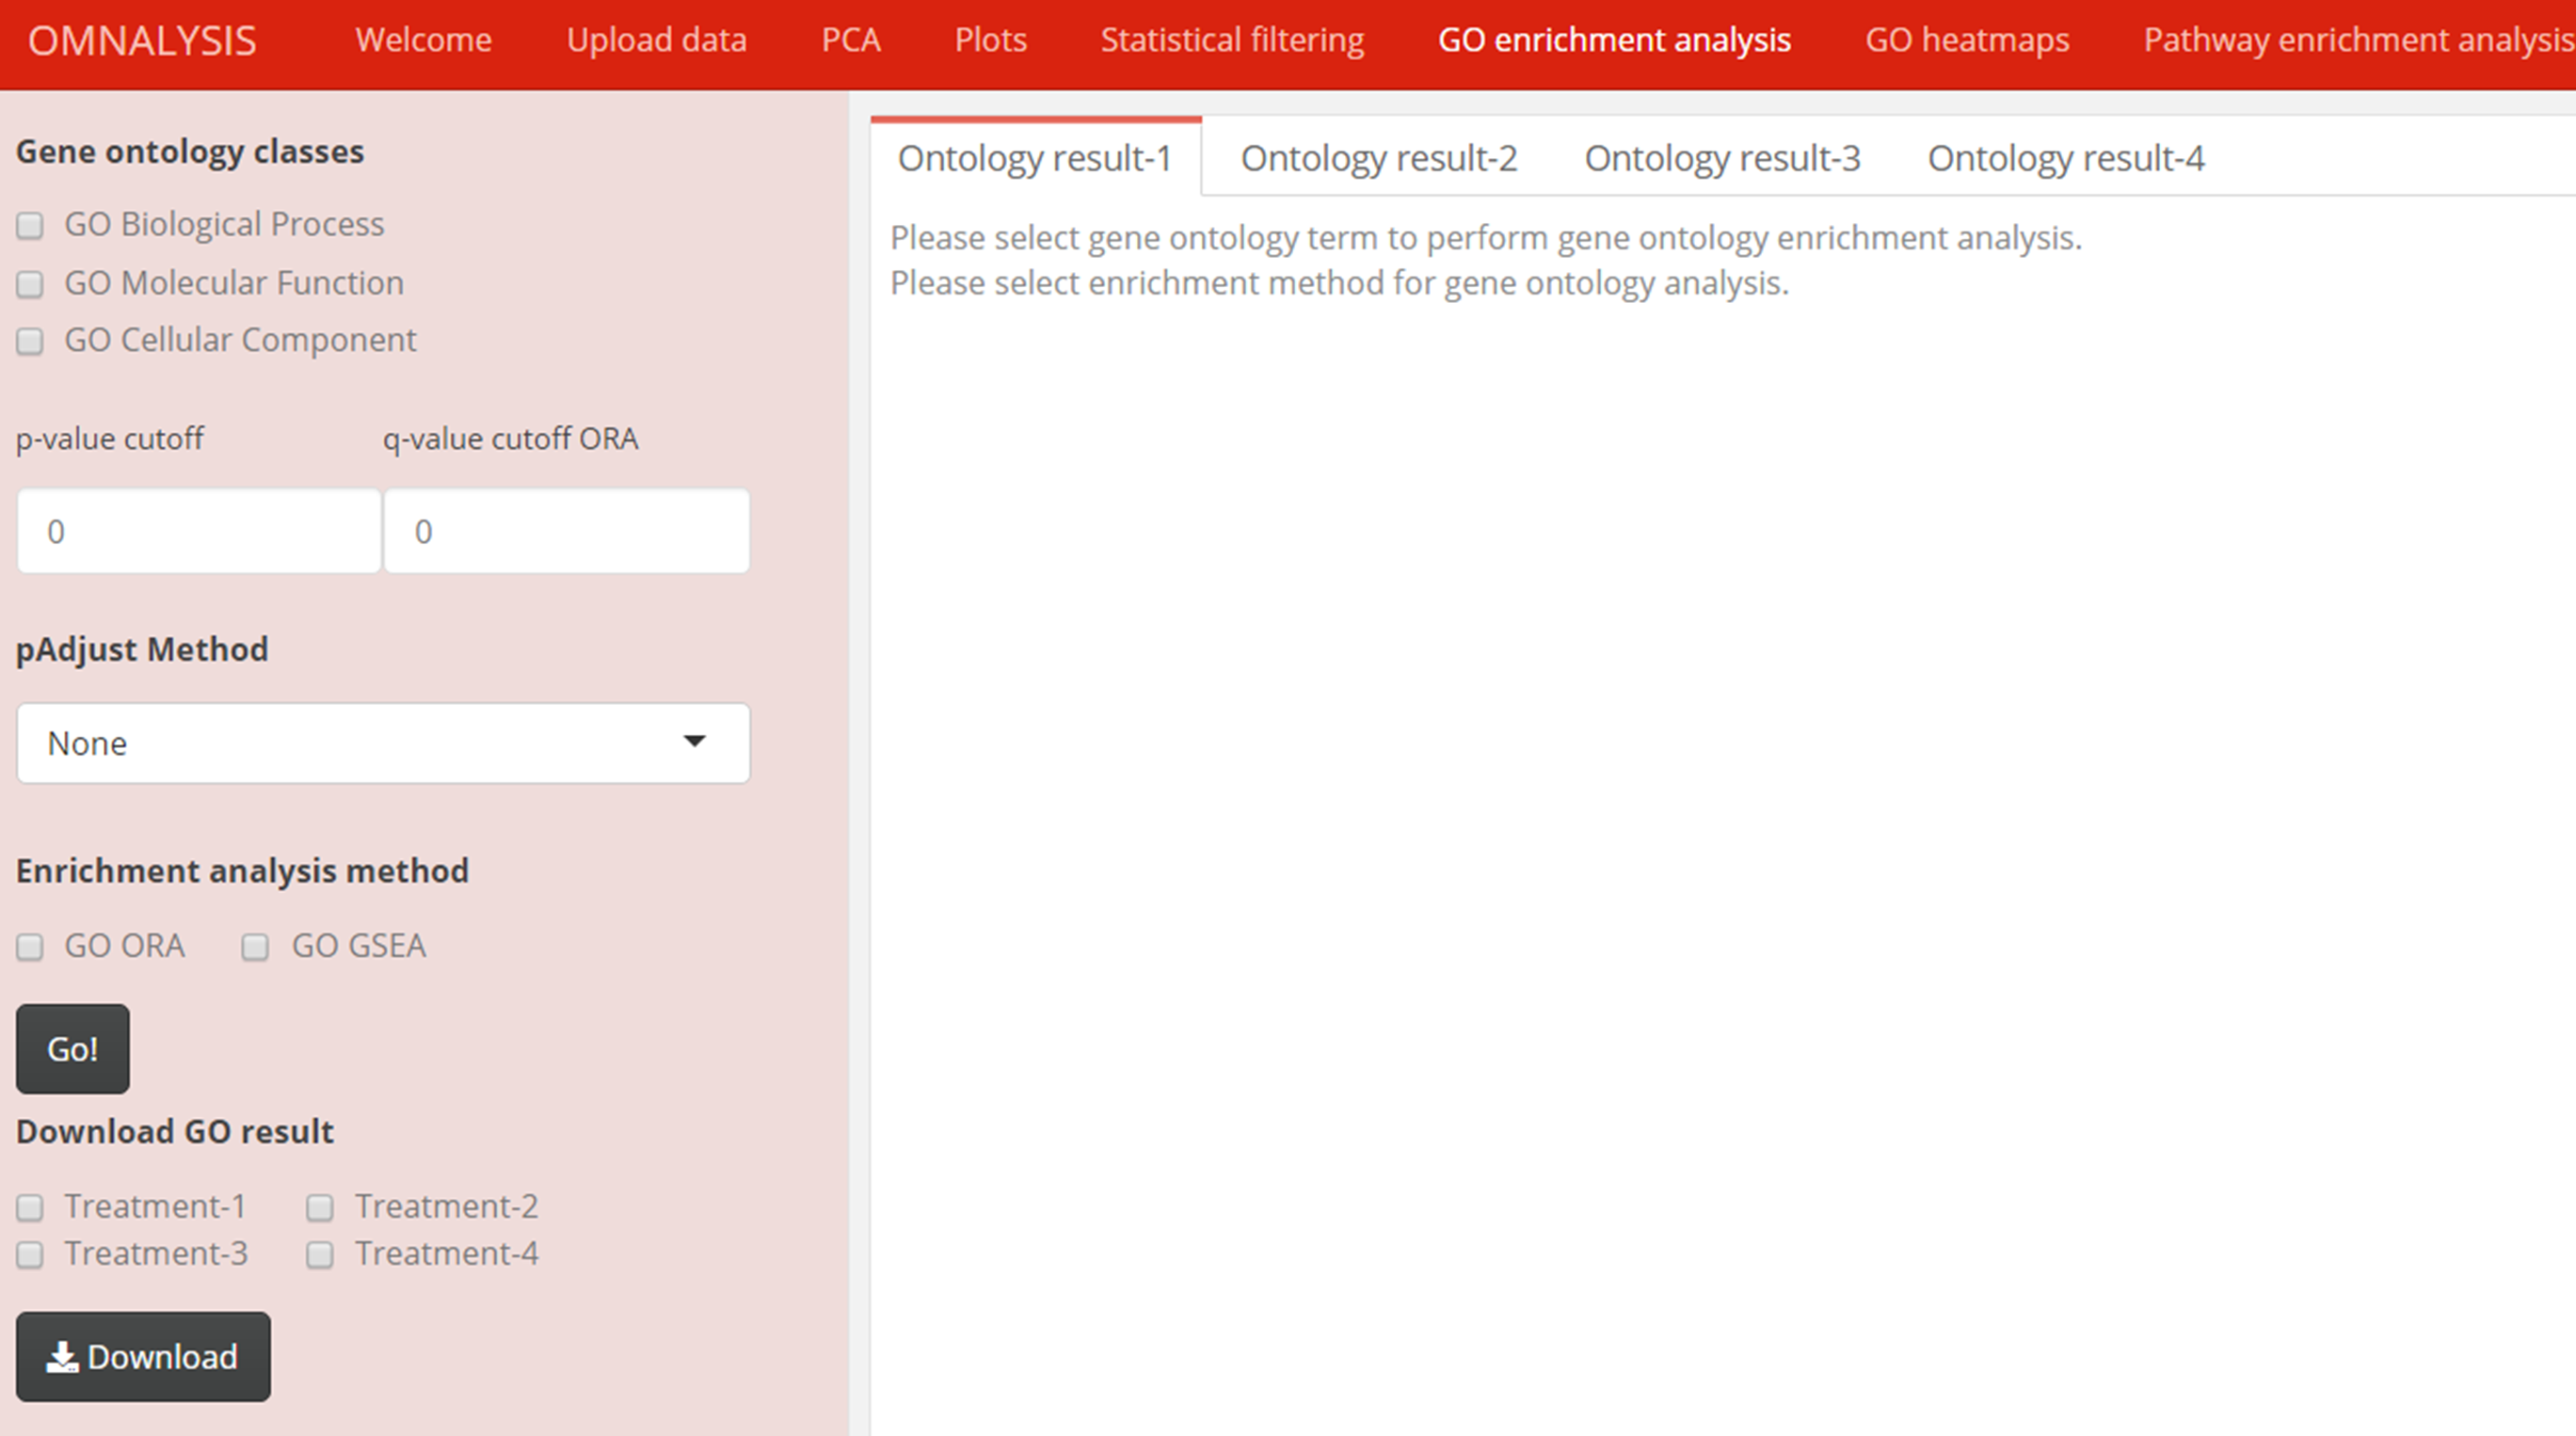 OMNALYSIS Welcome Upload data PCA Plots Statistical filtering GO enrichment analysis GO heatmaps Pathway enrichment analysis
Gene ontology classes
GO Biological Process
GO Molecular Function
GO Cellular Component
p-value cutoff q-value cutoff ORA
0 0
pAdjust Method
None
Enrichment analysis method
GO ORA GO GSEA
Go!
Download GO result
Treatment-1 Treatment-2
Treatment-3 Treatment-4
Download
Ontology result-1 Ontology result-2 Ontology result-3 Ontology result-4
Please select gene ontology term to perform gene ontology enrichment analysis.
Please select enrichment method for gene ontology analysis.